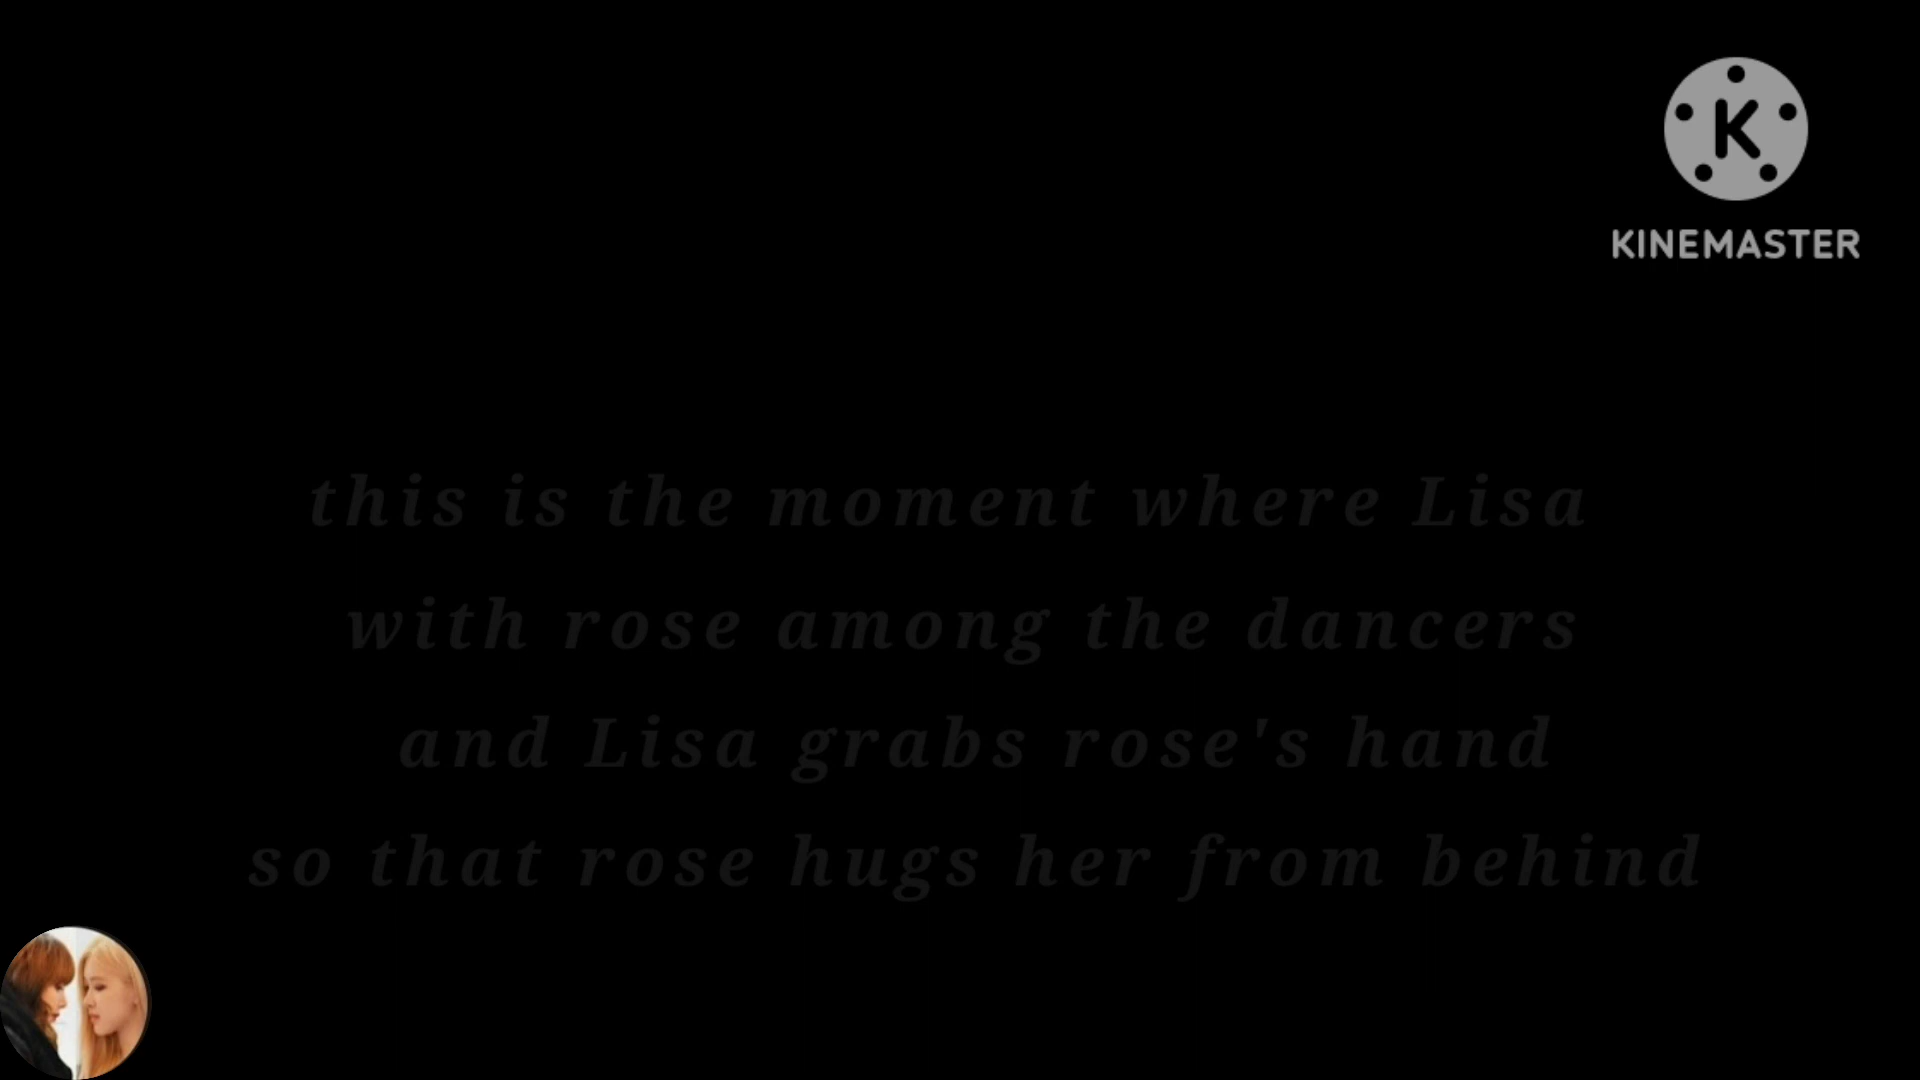 K
KINEMASTER
this is the moment where Lisa
with rose among the dancers
and Lisa grabs rose's hand
so that rose hugs her from behind